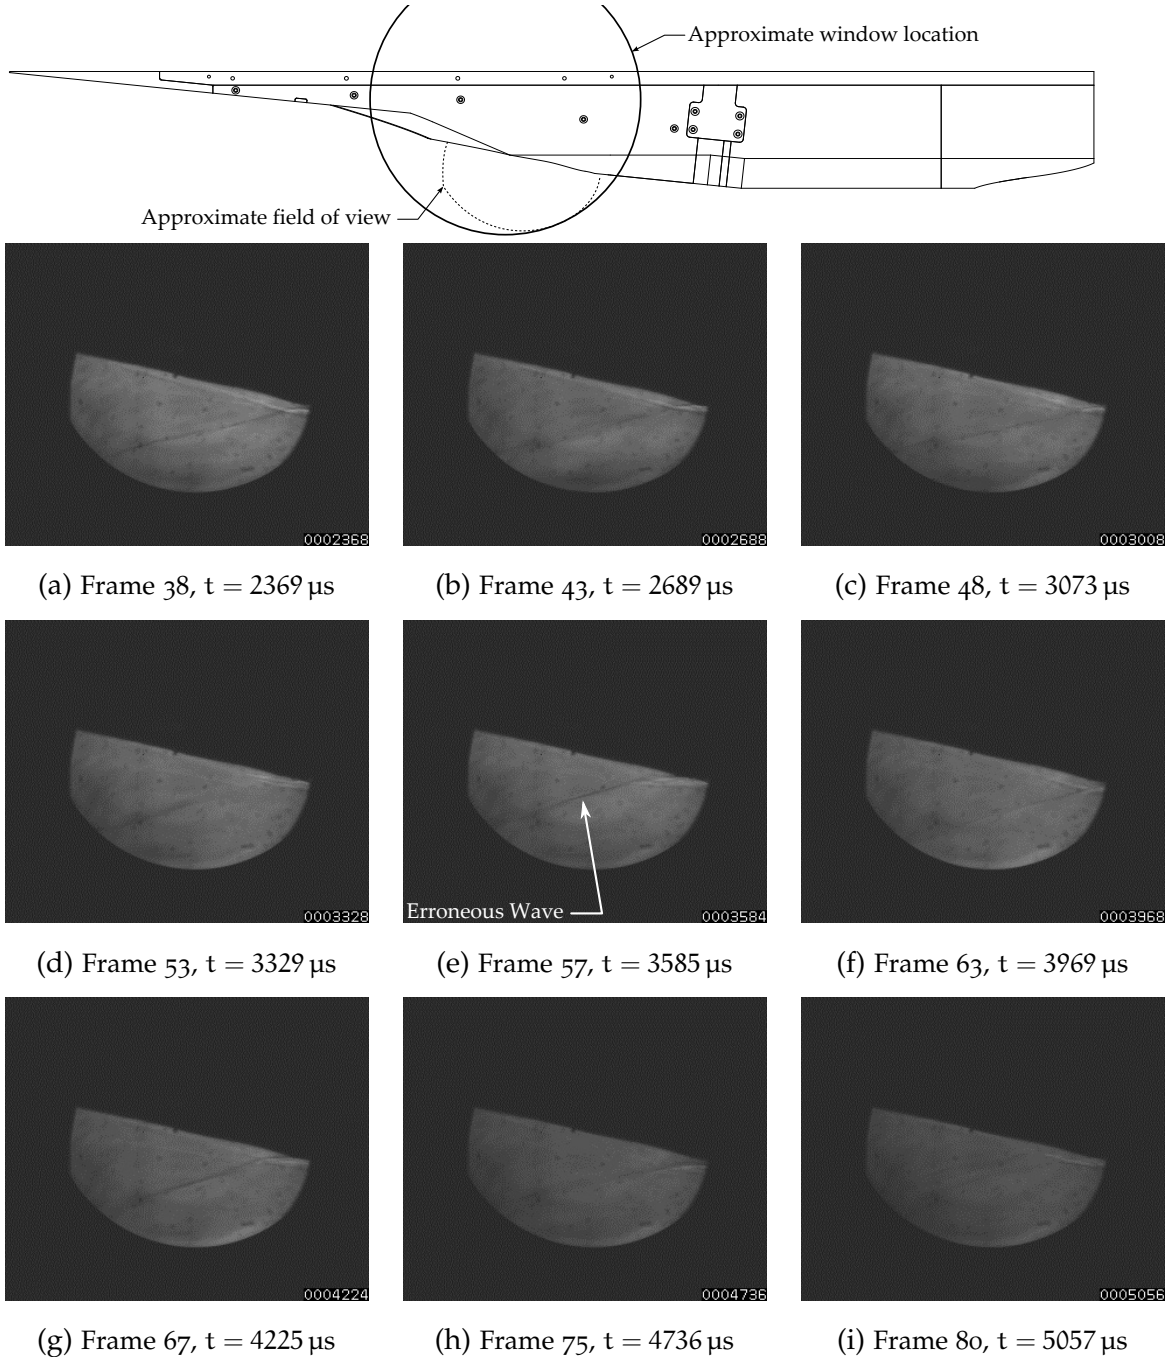 Approximate window location
Approximate field of view
0002368
0002688
0003008
(a) Frame 38, t = 2369 µs
(b) Frame 43, t = 2689 µs
(c) Frame 48, t = 3073 µs
0003328
Erroneous Wave
0003584
0003968
(d) Frame 53, t = 3329 µs
(e) Frame 57, t = 3585 µs
(f) Frame 63, t = 3969 µs
0004224
0004736
0005056
(g) Frame 67, t = 4225 µs
(h) Frame 75, t = 4736 µs
(i) Frame 80, t = 5057 µs